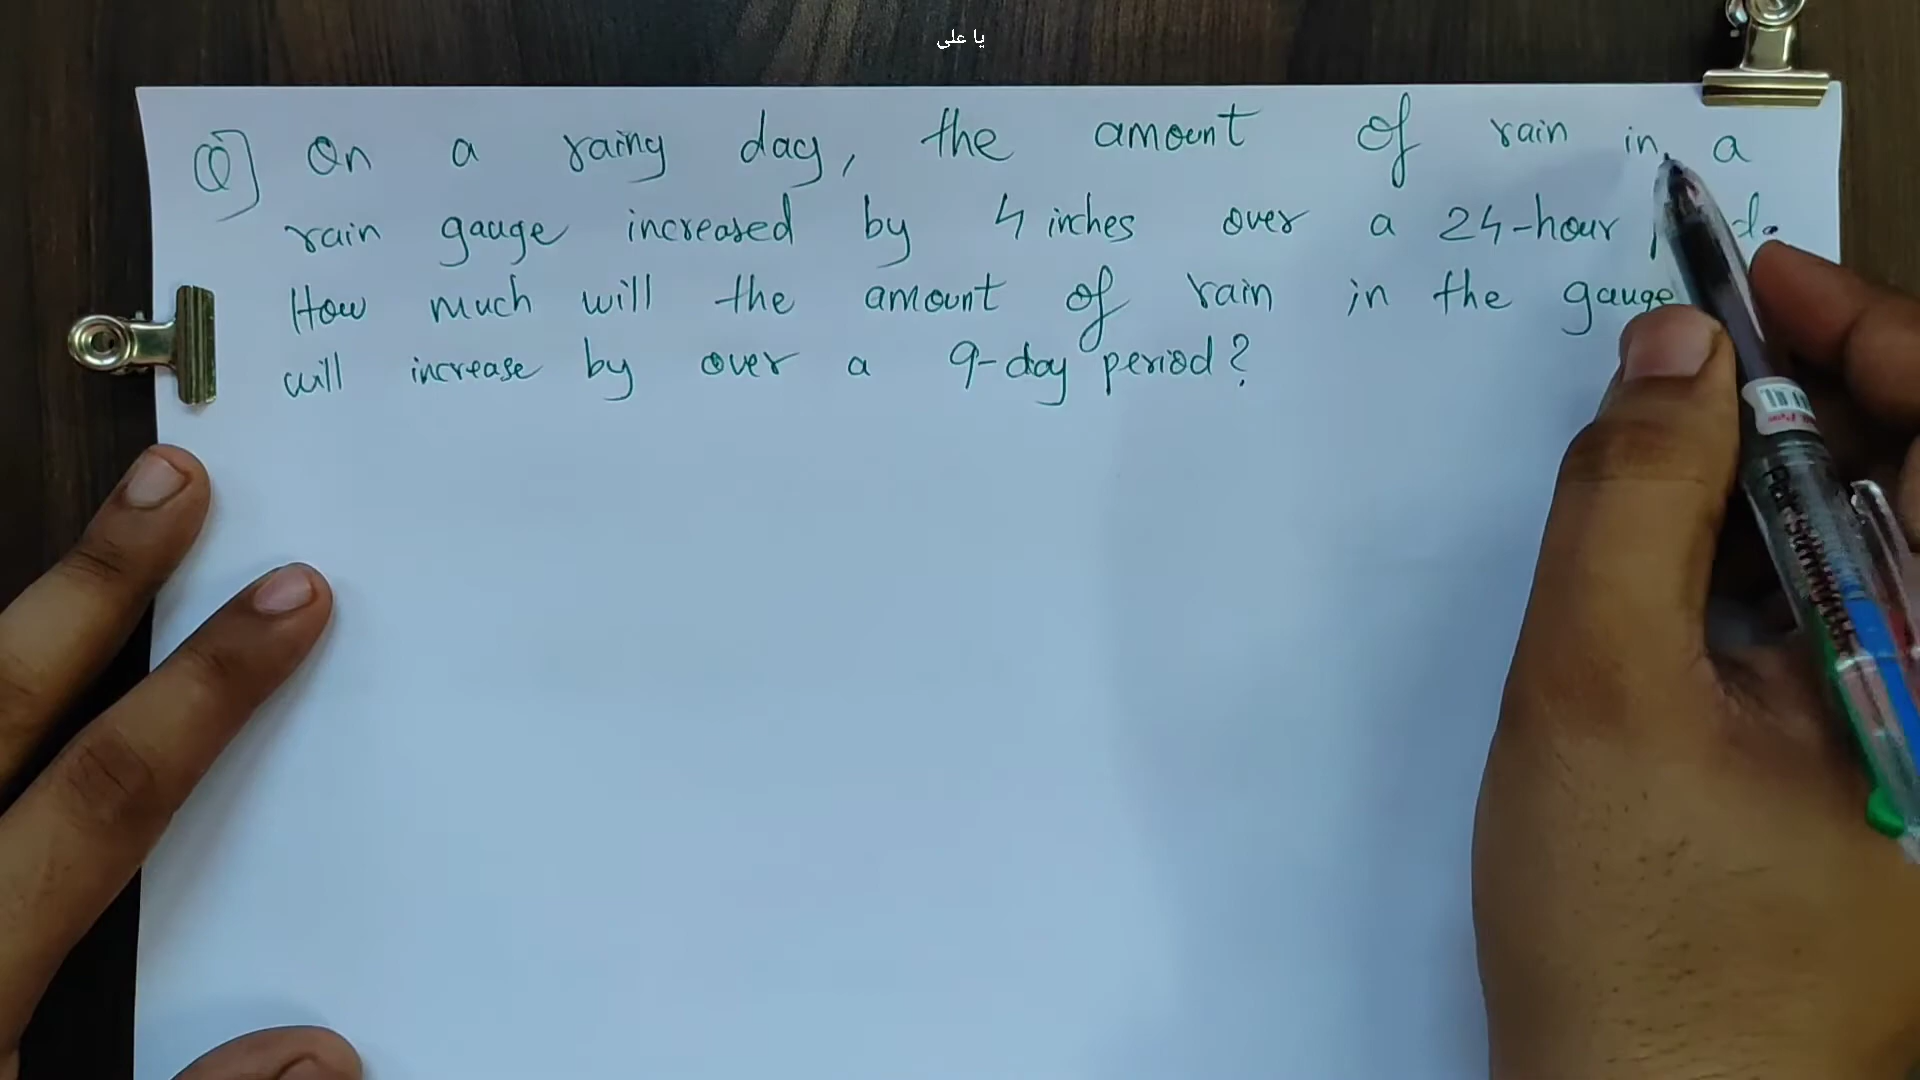 يا علی
Q] On a rainy day, the amount of rain in a
rain gauge increased by 4 inches over a 24-hour
How much will the amount of rain in the gauge
will increase by over a 9-day period?